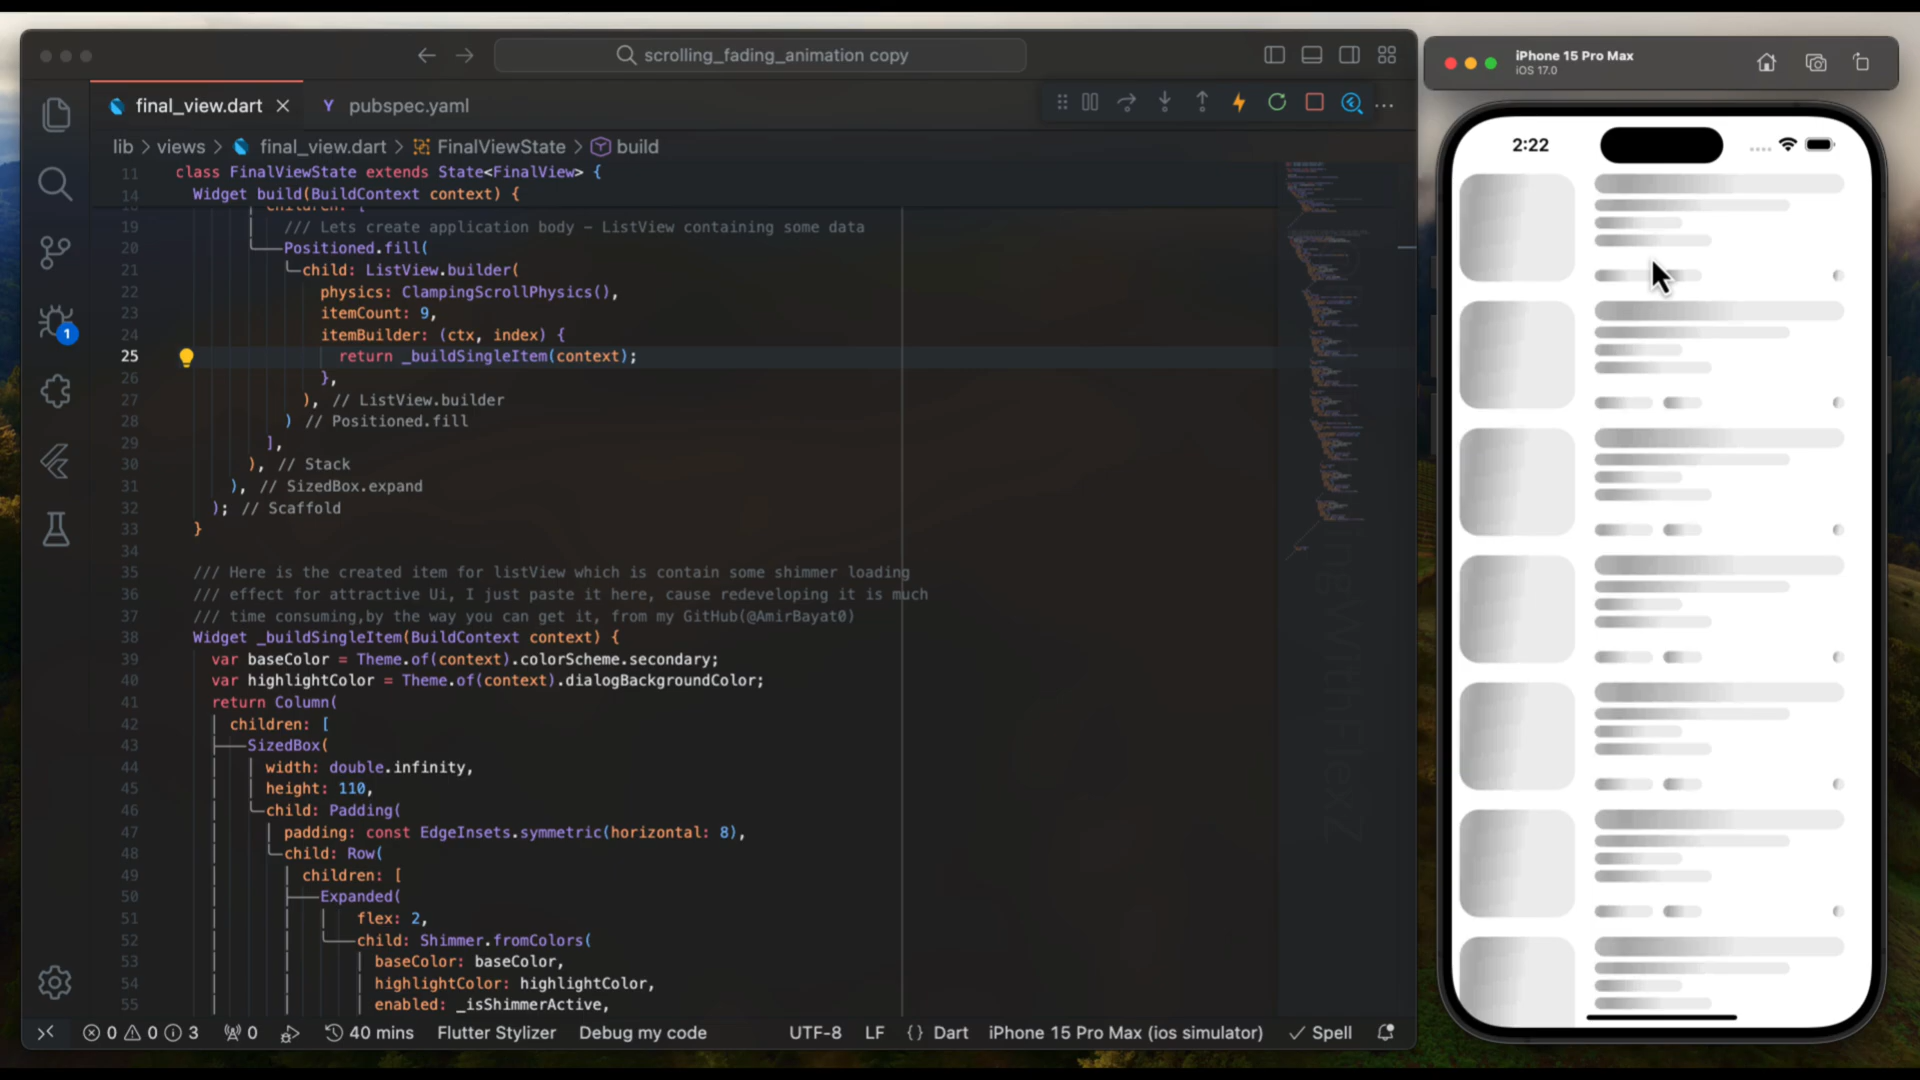 scrolling_fading_animation copy
final_view.dart
pubspec.yaml
lib > views > final_view.dart > FinalViewState > build
11 class FinalViewState extends State<FinalView> {
14 Widget build(BuildContext context) {
children: [
19 /// Lets create application body - ListView containing some data
20 Positioned.fill(
21 child: ListView.builder(
22 physics: ClampingScrollPhysics(),
23 itemCount: 9,
24 itemBuilder: (ctx, index) {
25 return _buildSingleItem(context);
26 },
27 ), // ListView.builder
28 ) // Positioned.fill
29 ],
30 ), // Stack
31 ), // SizedBox.expand
32 ); // Scaffold
33 }
34
35 /// Here is the created item for listView which is contain some shimmer loading
36 /// effect for attractive Ui, I just paste it here, cause redeveloping it is much
37 /// time consuming,by the way you can get it, from my GitHub(@AmirBayat0)
38 Widget _buildSingleItem(BuildContext context) {
39 var baseColor = Theme.of(context).colorScheme.secondary;
40 var highlightColor = Theme.of(context).dialogBackgroundColor;
41 return Column(
42 children: [
43 SizedBox(
44 width: double.infinity,
45 height: 110,
46 child: Padding(
47 padding: const EdgeInsets.symmetric(horizontal: 8),
48 child: Row(
49 children: [
50 Expanded(
51 flex: 2,
52 child: Shimmer.fromColors(
53 baseColor: baseColor,
54 highlightColor: highlightColor,
55 enabled: _isShimmerActive,
1
0 0 3 0 40 mins Flutter Stylizer Debug my code UTF-8 LF {} Dart iPhone 15 Pro Max (ios simulator) Spell
iPhone 15 Pro Max
iOS 17.0
2:22